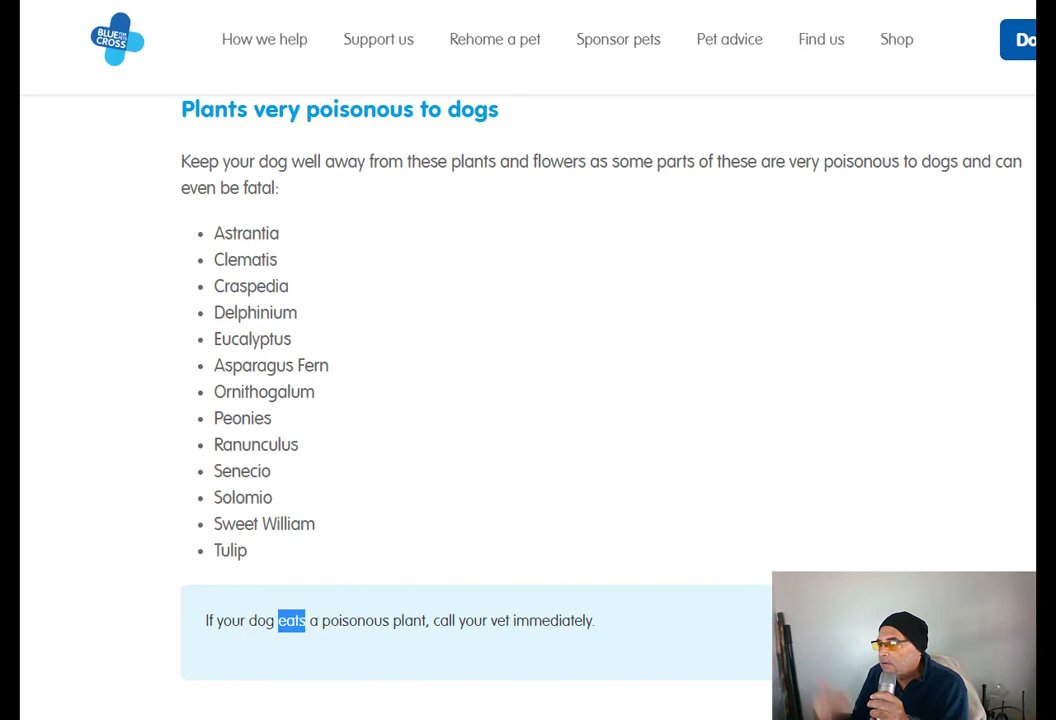 BLUE FOR PETS CROSS
How we help
Support us
Rehome a pet
Sponsor pets
Pet advice
Find us
Shop
Do
Plants very poisonous to dogs
Keep your dog well away from these plants and flowers as some parts of these are very poisonous to dogs and can
even be fatal:
• Astrantia
• Clematis
• Craspedia
• Delphinium
• Eucalyptus
• Asparagus Fern
• Ornithogalum
• Peonies
• Ranunculus
• Senecio
• Solomio
• Sweet William
• Tulip
If your dog eats a poisonous plant, call your vet immediately.